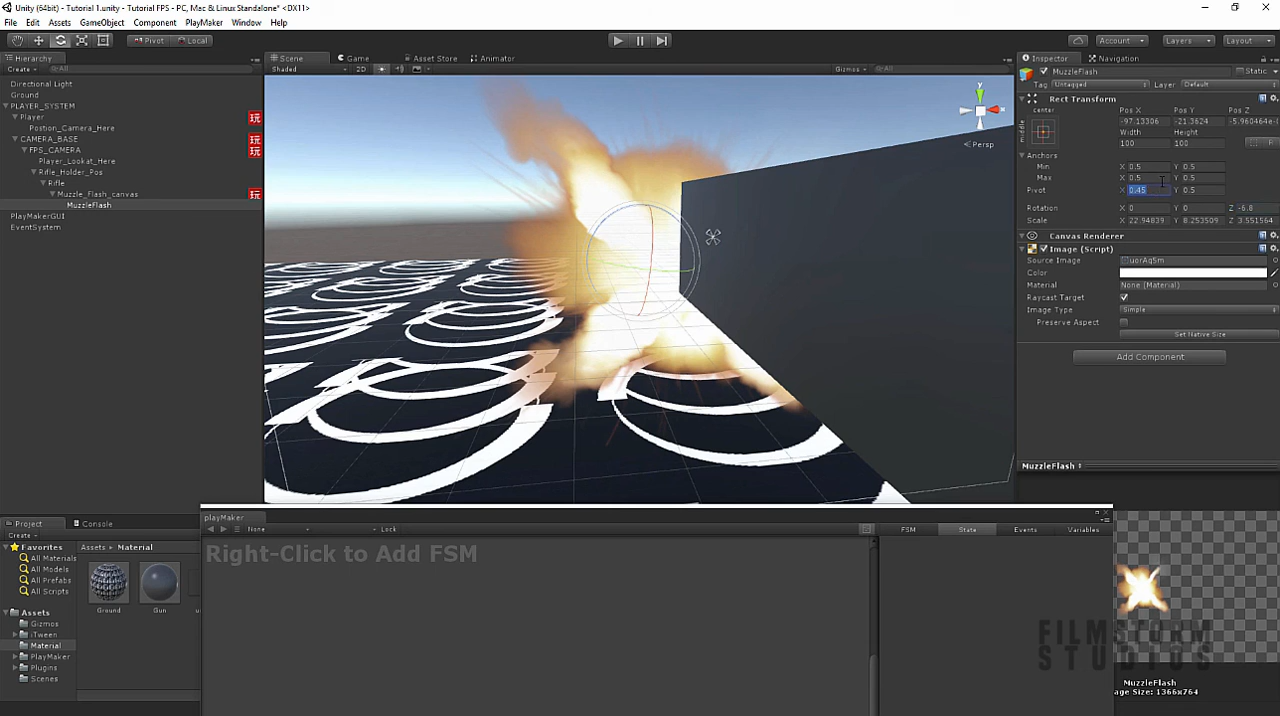 Unity (64bit) - Tutorial 1.unity - Tutorial FPS - PC, Mac & Linux Standalone* <DX11>
File Edit Assets GameObject Component PlayMaker Window Help
Pivot Local Account Layers Layout
Hierarchy Scene Game Asset Store Animator Inspector Navigation
Create All Shaded 2D Gizmos All MuzzleFlash Static
Tag Untagged Layer Default
Directional Light
Ground
PLAYER_SYSTEM
Player
Postion_Camera_Here
CAMERA_BASE
FPS_CAMERA
Player_Lookat_Here
Rifle_Holder_Pos
Rifle
Muzzle_Flash_canvas
MuzzleFlash
PlayMakerGUI
EventSystem
y
Persp
Rect Transform
center Pos X Pos Y Pos Z
middle -97.13306 -21.3624 -5.960464e-
Width Height
100 100 R
Anchors
Min X 0.5 Y 0.5
Max X 0.5 Y 0.5
Pivot X 0.45 Y 0.5
Rotation X 0 Y 0 Z -6.8
Scale X 22.94839 Y 8.253509 Z 3.551564
Canvas Renderer
Image (Script)
Source Image uorAg5m
Color
Material None (Material)
Raycast Target
Image Type Simple
Preserve Aspect
Set Native Size
Add Component
MuzzleFlash
Project Console
Create
Favorites
All Materials
All Models
All Prefabs
All Scripts
Assets
Gizmos
iTween
Material
PlayMaker
Plugins
Scenes
Assets Material
Ground Gun
playMaker
None Lock FSM State Events Variables
Right-Click to Add FSM
FILMSTORM
STUDIOS
MuzzleFlash
age Size: 1366x764